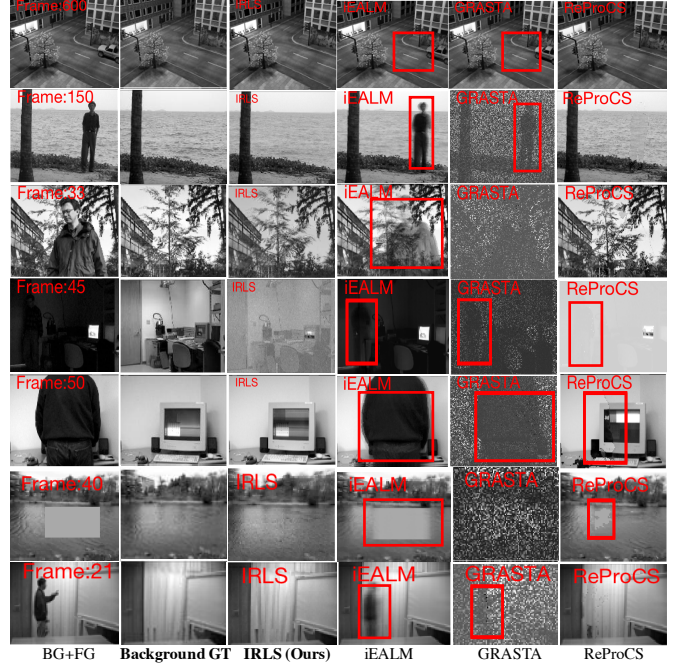 Frame:800 IRLS iEALM GRASTA ReProCS
Frame:150 IRLS iEALM GRASTA ReProCS
Frame:33 IRLS iEALM GRASTA ReProCS
Frame:45 IRLS iEALM GRASTA ReProCS
Frame:50 IRLS iEALM GRASTA ReProCS
Frame:40 IRLS iEALM GRASTA ReProCS
Frame:21 IRLS iEALM GRASTA ReProCS
BG+FG Background GT IRLS (Ours) iEALM GRASTA ReProCS